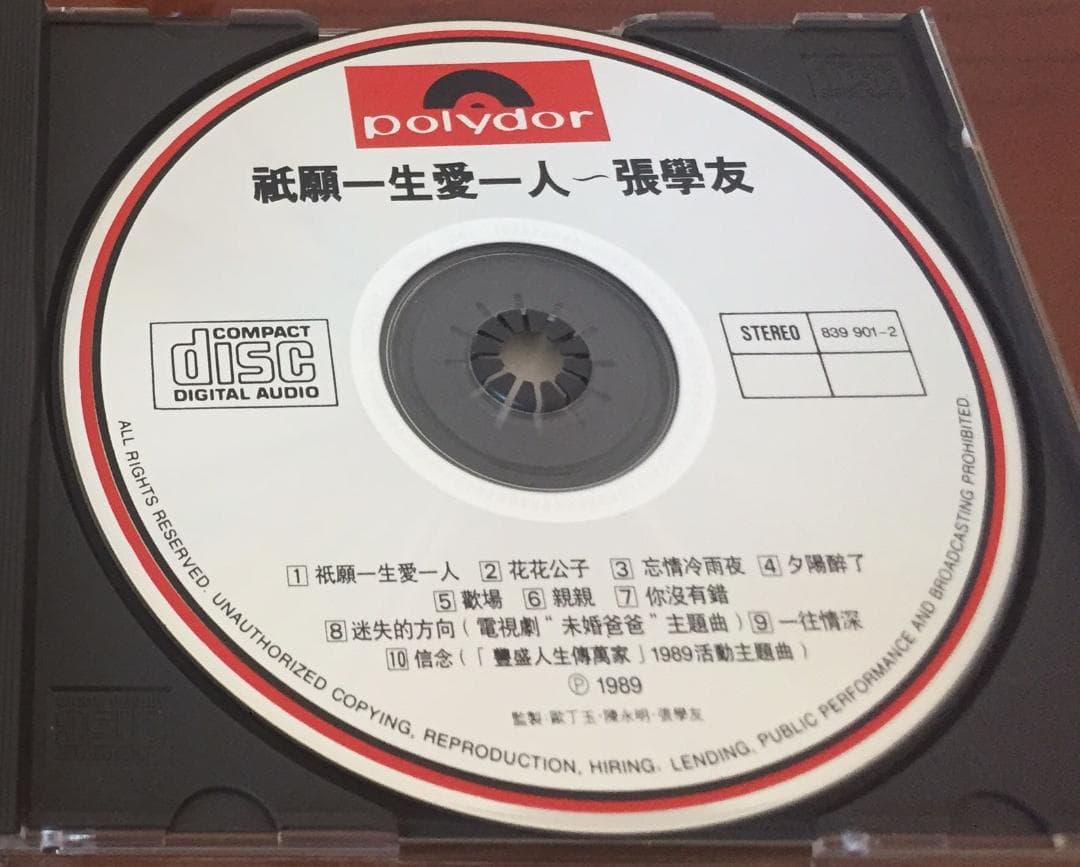 polydor
祇願一生愛一人～張學友
COMPACT
disc
DIGITAL AUDIO
STEREO 839 901-2
1 祇願一生愛一人 2 花花公子 3 忘情冷雨夜 4 夕陽醉了
5 歡場 6 親親 7 你沒有錯
8 迷失的方向（電視劇“未婚爸爸”主題曲）9 一往情深
10 信念（「豐盛人生傳萬家」1989活動主題曲）
Ⓟ 1989
監製·歐丁玉·陳永明·張學友
ALL RIGHTS RESERVED. UNAUTHORIZED COPYING, REPRODUCTION, HIRING, LENDING, PUBLIC PERFORMANCE AND BROADCASTING PROHIBITED.